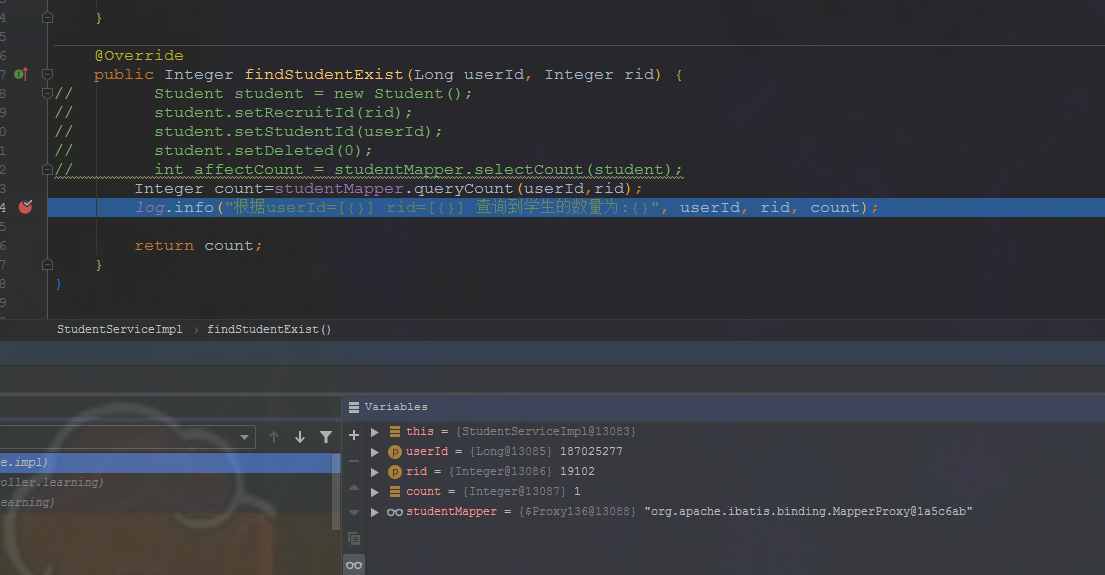 4 }
5
6 @Override
7 public Integer findStudentExist(Long userId, Integer rid) {
8 // Student student = new Student();
9 // student.setRecruitId(rid);
0 // student.setStudentId(userId);
1 // student.setDeleted(0);
2 // int affectCount = studentMapper.selectCount(student);
3 Integer count=studentMapper.queryCount(userId,rid);
4 log.info("根据userId=[{}] rid=[{}] 查询到学生的数量为:{}", userId, rid, count);
5
6 return count;
7 }
8 }
9
StudentServiceImpl › findStudentExist()
Variables
e.impl)
oller.learning)
earning)
this = {StudentServiceImpl@13083}
p userId = {Long@13085} 187025277
p rid = {Integer@13086} 19102
count = {Integer@13087} 1
studentMapper = {$Proxy136@13088} "org.apache.ibatis.binding.MapperProxy@1a5c6ab"